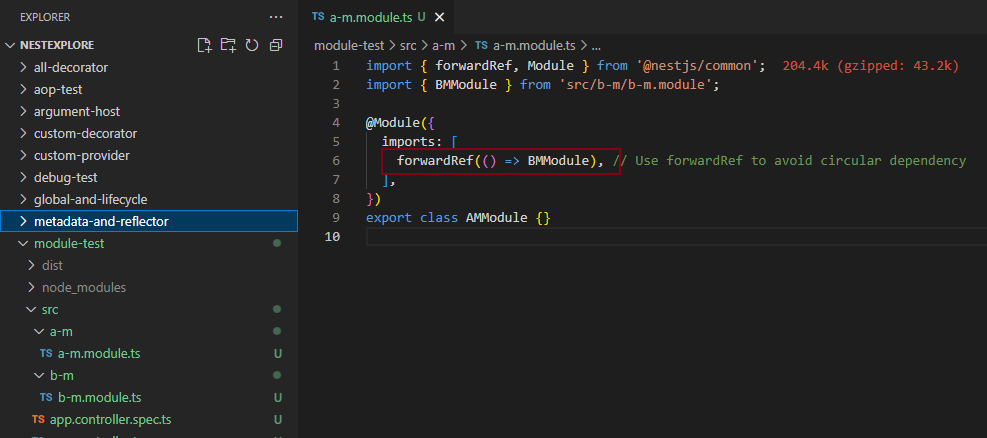 EXPLORER
NESTEXPLORE
all-decorator
aop-test
argument-host
custom-decorator
custom-provider
debug-test
global-and-lifecycle
metadata-and-reflector
module-test
dist
node_modules
src
a-m
TS a-m.module.ts U
b-m
TS b-m.module.ts U
TS app.controller.spec.ts U
TS a-m.module.ts U
module-test > src > a-m > TS a-m.module.ts > ...
1 import { forwardRef, Module } from '@nestjs/common'; 204.4k (gzipped: 43.2k)
2 import { BMModule } from 'src/b-m/b-m.module';
3
4 @Module({
5 imports: [
6 forwardRef(() => BMModule), // Use forwardRef to avoid circular dependency
7 ],
8 })
9 export class AMModule {}
10